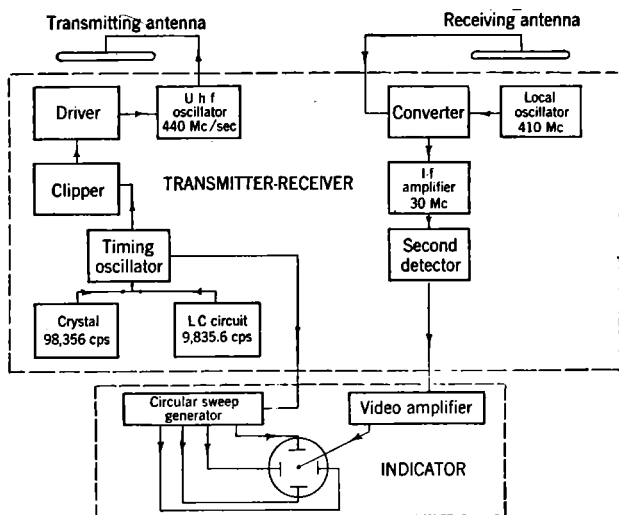 Transmitting antenna
Receiving antenna
Driver
U h f
oscillator
440 Mc/sec
Converter
Local
oscillator
410 Mc
Clipper
TRANSMITTER-RECEIVER
I-f
amplifier
30 Mc
Timing
oscillator
Second
detector
Crystal
98,356 cps
LC circuit
9,835.6 cps
Circular sweep
generator
Video amplifier
INDICATOR